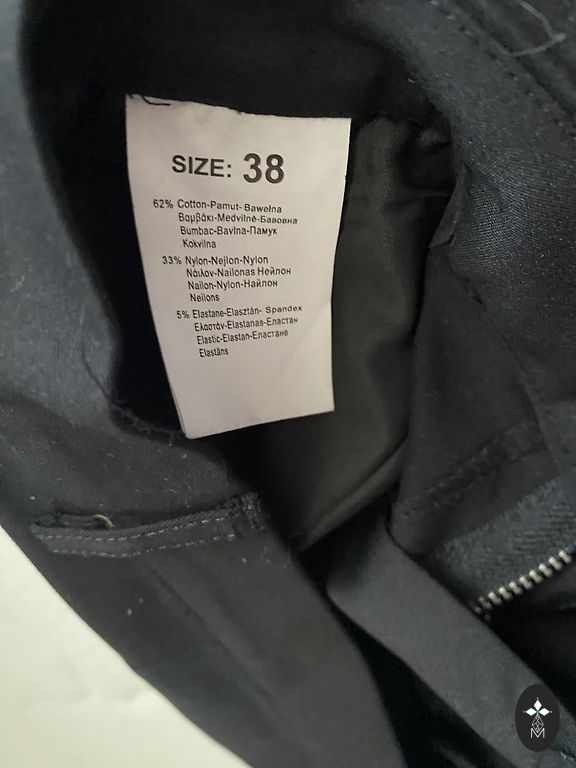 SIZE: 38
62% Cotton-Pamut- Bawełna
Βαμβάκι-Medvilnė-Бавовна
Bumbac-Bavlna-Памук
Kokvilna
33% Nylon-Nejlon-Nylon
Νάιλον-Nailonas Нейлон
Nailon-Nylon-Найлон
Neilons
5% Elastane-Elasztán- Spandex
Ελαστάν-Elastanas-Еластан
Elastic-Elastan-Еластане
Elastāns
M